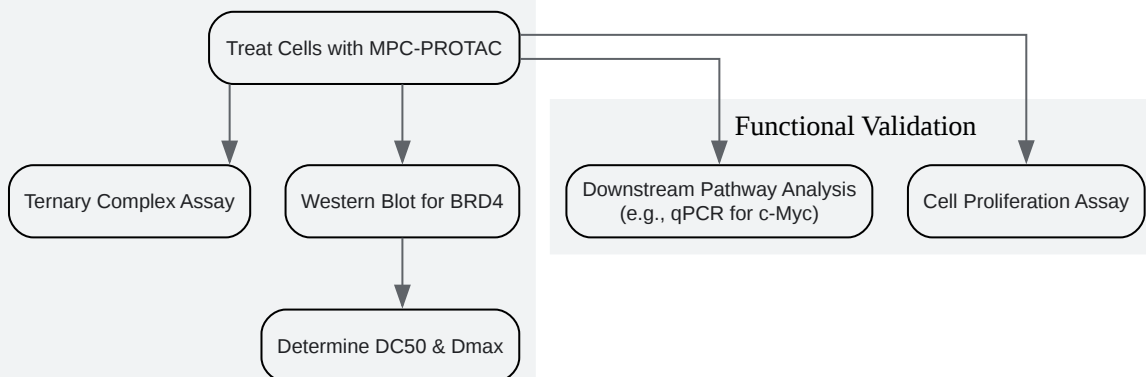 Treat Cells with MPC-PROTAC
Functional Validation
Ternary Complex Assay
Western Blot for BRD4
Downstream Pathway Analysis
(e.g., qPCR for c-Myc)
Cell Proliferation Assay
Determine DC50 & Dmax